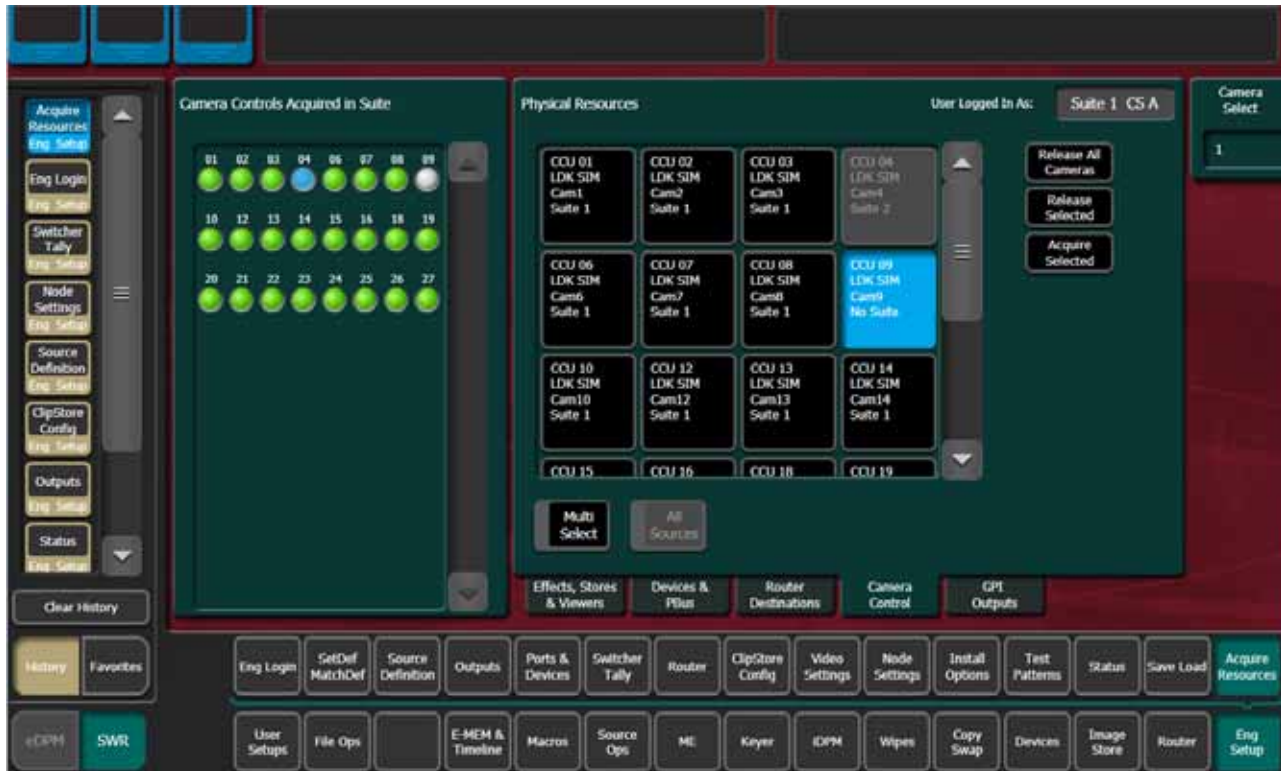 Camera Controls Acquired in Suite
Physical Resources
User Logged In As:
Suite 1 CS A
Camera
Select
1
Acquire
Resources
Eng Setup
Eng Login
Eng Setup
Switcher
Tally
Eng Setup
Node
Settings
Eng Setup
Source
Definition
Eng Setup
ClipStore
Config
Eng Setup
Outputs
Eng Setup
Status
Eng Setup
Clear History
History
Favorites
01 02 03 04 06 07 08 09
10 12 13 14 15 16 18 19
20 21 22 23 24 25 26 27
CCU 01
LDK SIM
Cam1
Suite 1
CCU 02
LDK SIM
Cam2
Suite 1
CCU 03
LDK SIM
Cam3
Suite 1
CCU 04
LDK SIM
Cam4
Suite 2
CCU 06
LDK SIM
Cam6
Suite 1
CCU 07
LDK SIM
Cam7
Suite 1
CCU 08
LDK SIM
Cam8
Suite 1
CCU 09
LDK SIM
Cam9
No Suite
CCU 10
LDK SIM
Cam10
Suite 1
CCU 12
LDK SIM
Cam12
Suite 1
CCU 13
LDK SIM
Cam13
Suite 1
CCU 14
LDK SIM
Cam14
Suite 1
CCU 15
CCU 16
CCU 18
CCU 19
Release All
Cameras
Release
Selected
Acquire
Selected
Multi
Select
All
Sources
Effects, Stores
& Viewers
Devices &
PBus
Router
Destinations
Camera
Control
GPI
Outputs
Eng Login
SetDef
MatchDef
Source
Definition
Outputs
Ports &
Devices
Switcher
Tally
Router
ClipStore
Config
Video
Settings
Node
Settings
Install
Options
Test
Patterns
Status
Save Load
Acquire
Resources
eDPM
SWR
User
Setups
File Ops
E-MEM &
Timeline
Macros
Source
Ops
ME
Keyer
iDPM
Wipes
Copy
Swap
Devices
Image
Store
Router
Eng
Setup